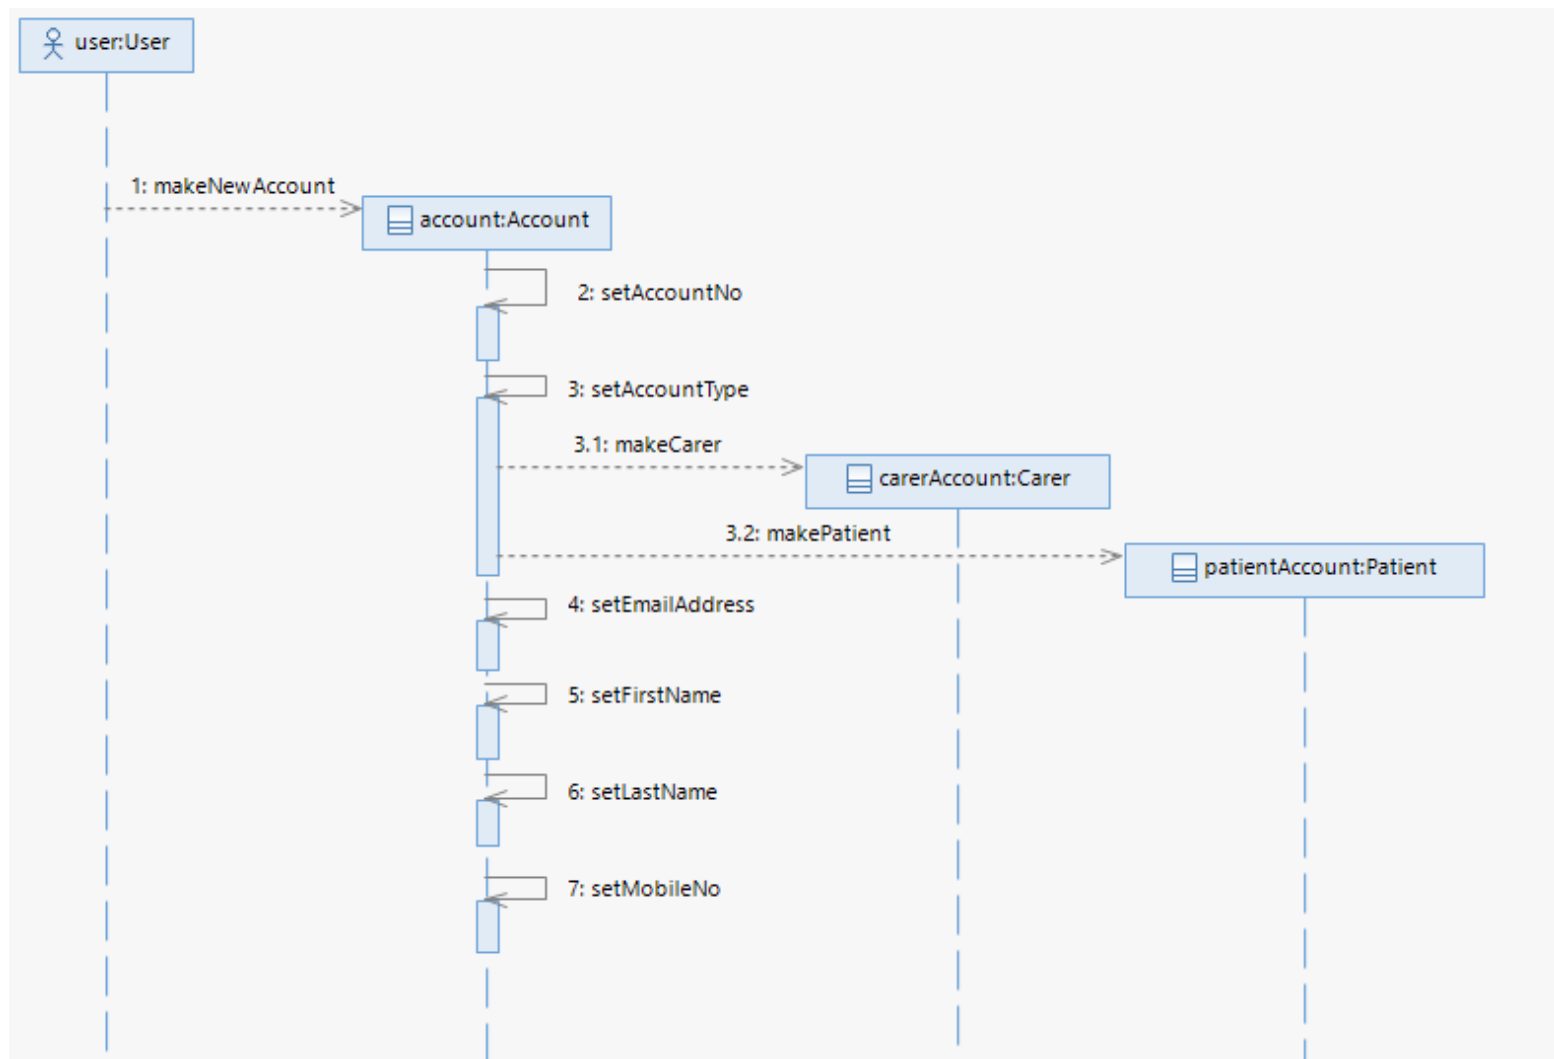 user:User
1: makeNewAccount
account:Account
2: setAccountNo
3: setAccountType
3.1: makeCarer
carerAccount:Carer
3.2: makePatient
patientAccount:Patient
4: setEmailAddress
5: setFirstName
6: setLastName
7: setMobileNo